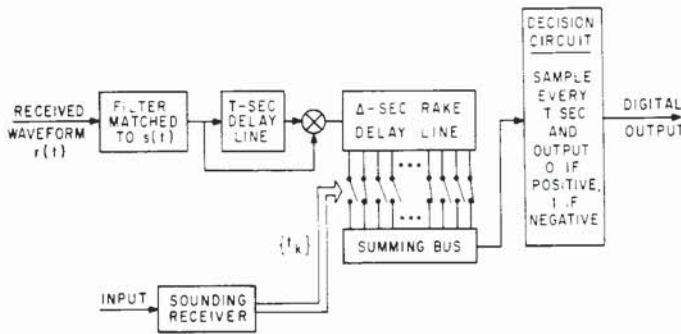 RECEIVED
WAVEFORM
r(t)
FILTER
MATCHED
TO s(t)
T-SEC
DELAY
LINE
Δ-SEC RAKE
DELAY LINE
•••
•••
{t_k}
SUMMING BUS
INPUT
SOUNDING
RECEIVER
DECISION
CIRCUIT
SAMPLE
EVERY
T SEC
AND
OUTPUT
0 IF
POSITIVE,
1 IF
NEGATIVE
DIGITAL
OUTPUT